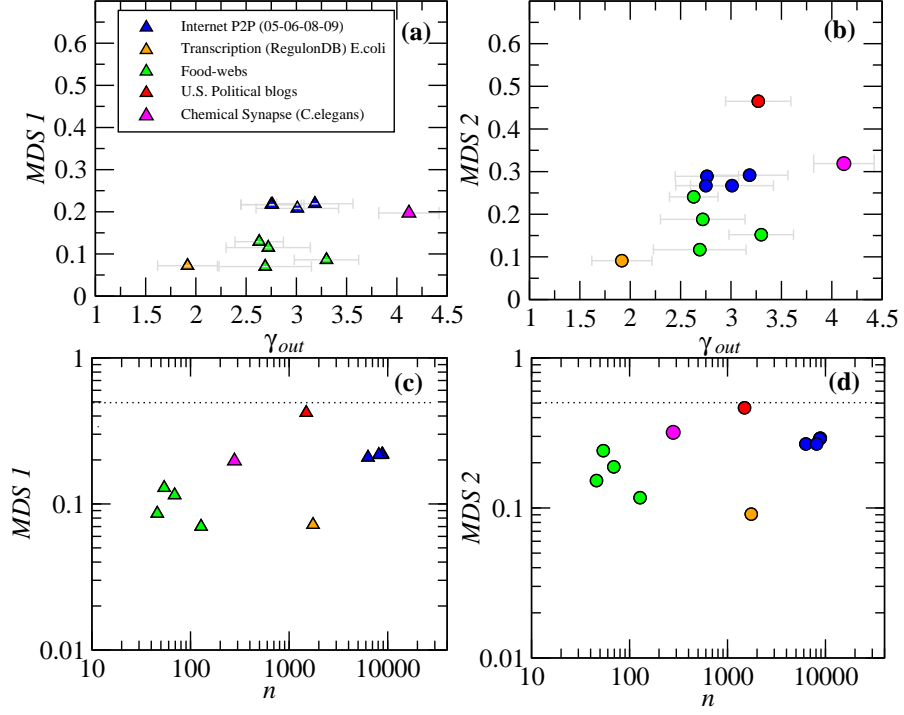 (a)
MDS 1
0.6
0.5
0.4
0.3
0.2
0.1
0
Internet P2P (05-06-08-09)
Transcription (RegulonDB) E.coli
Food-webs
U.S. Political blogs
Chemical Synapse (C.elegans)
1 1.5 2 2.5 3 3.5 4 4.5
γout
(b)
MDS 2
0.6
0.5
0.4
0.3
0.2
0.1
0
1 1.5 2 2.5 3 3.5 4 4.5
γout
(c)
MDS 1
1
0.1
0.01
10 100 1000 10000
n
(d)
MDS 2
1
0.1
0.01
10 100 1000 10000
n